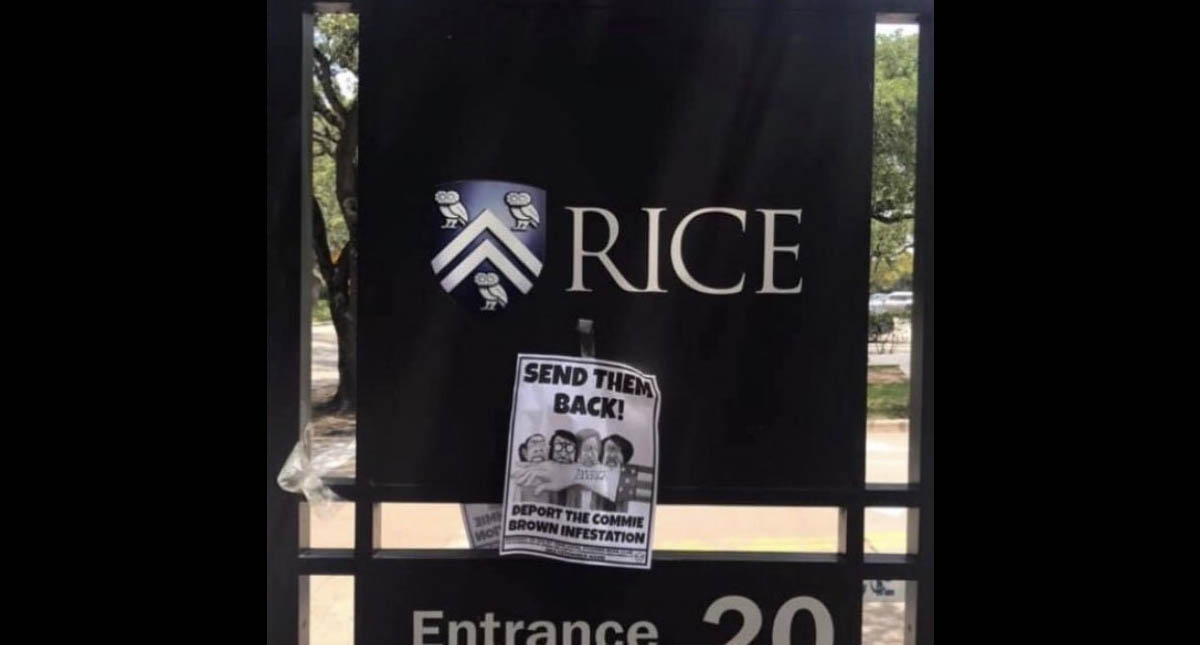 RICE
SEND THEM
BACK!
DEPORT THE COMMIE
BROWN INFESTATION
Entrance 20